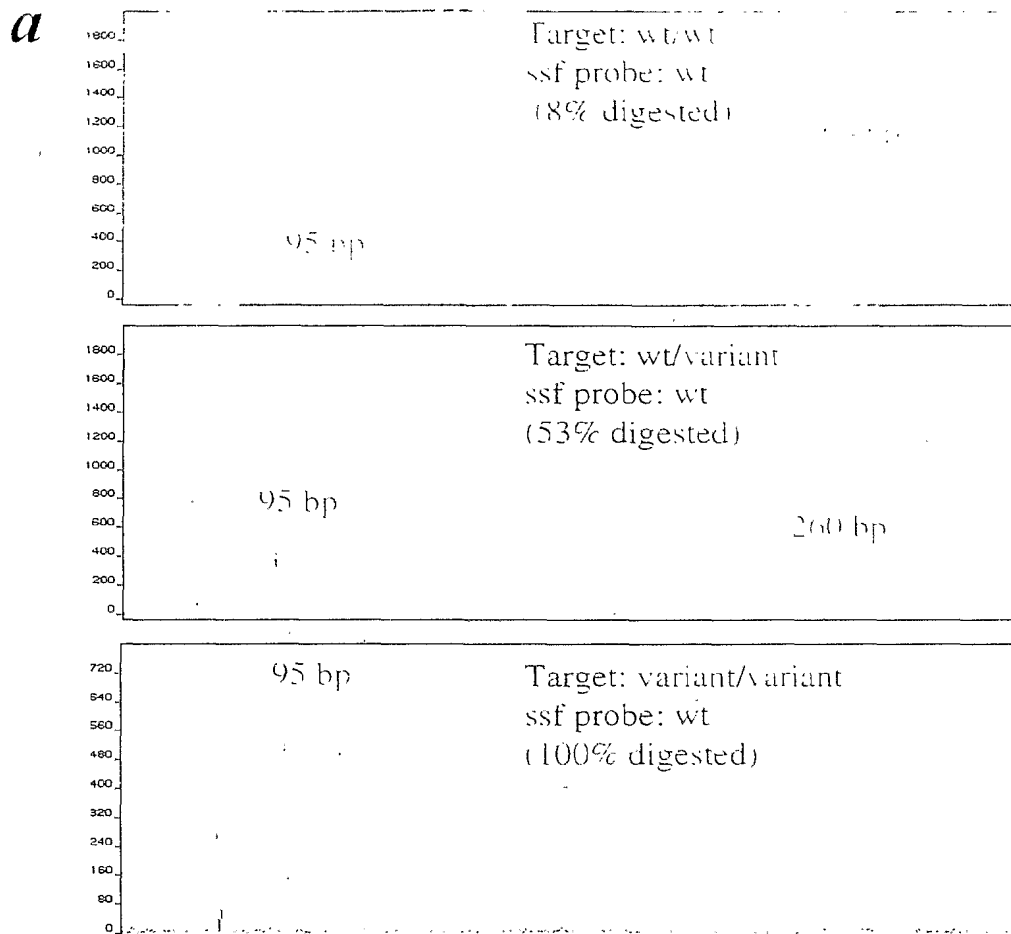 a
1800
1600
1400
1200
1000
800
600
400
200
0
Target: wt/wt
ssf probe: wt
(8% digested)
95 bp
1800
1600
1400
1200
1000
800
600
400
200
0
Target: wt/variant
ssf probe: wt
(53% digested)
95 bp
260 bp
720
640
560
480
400
320
240
160
80
0
95 bp
Target: variant/variant
ssf probe: wt
(100% digested)